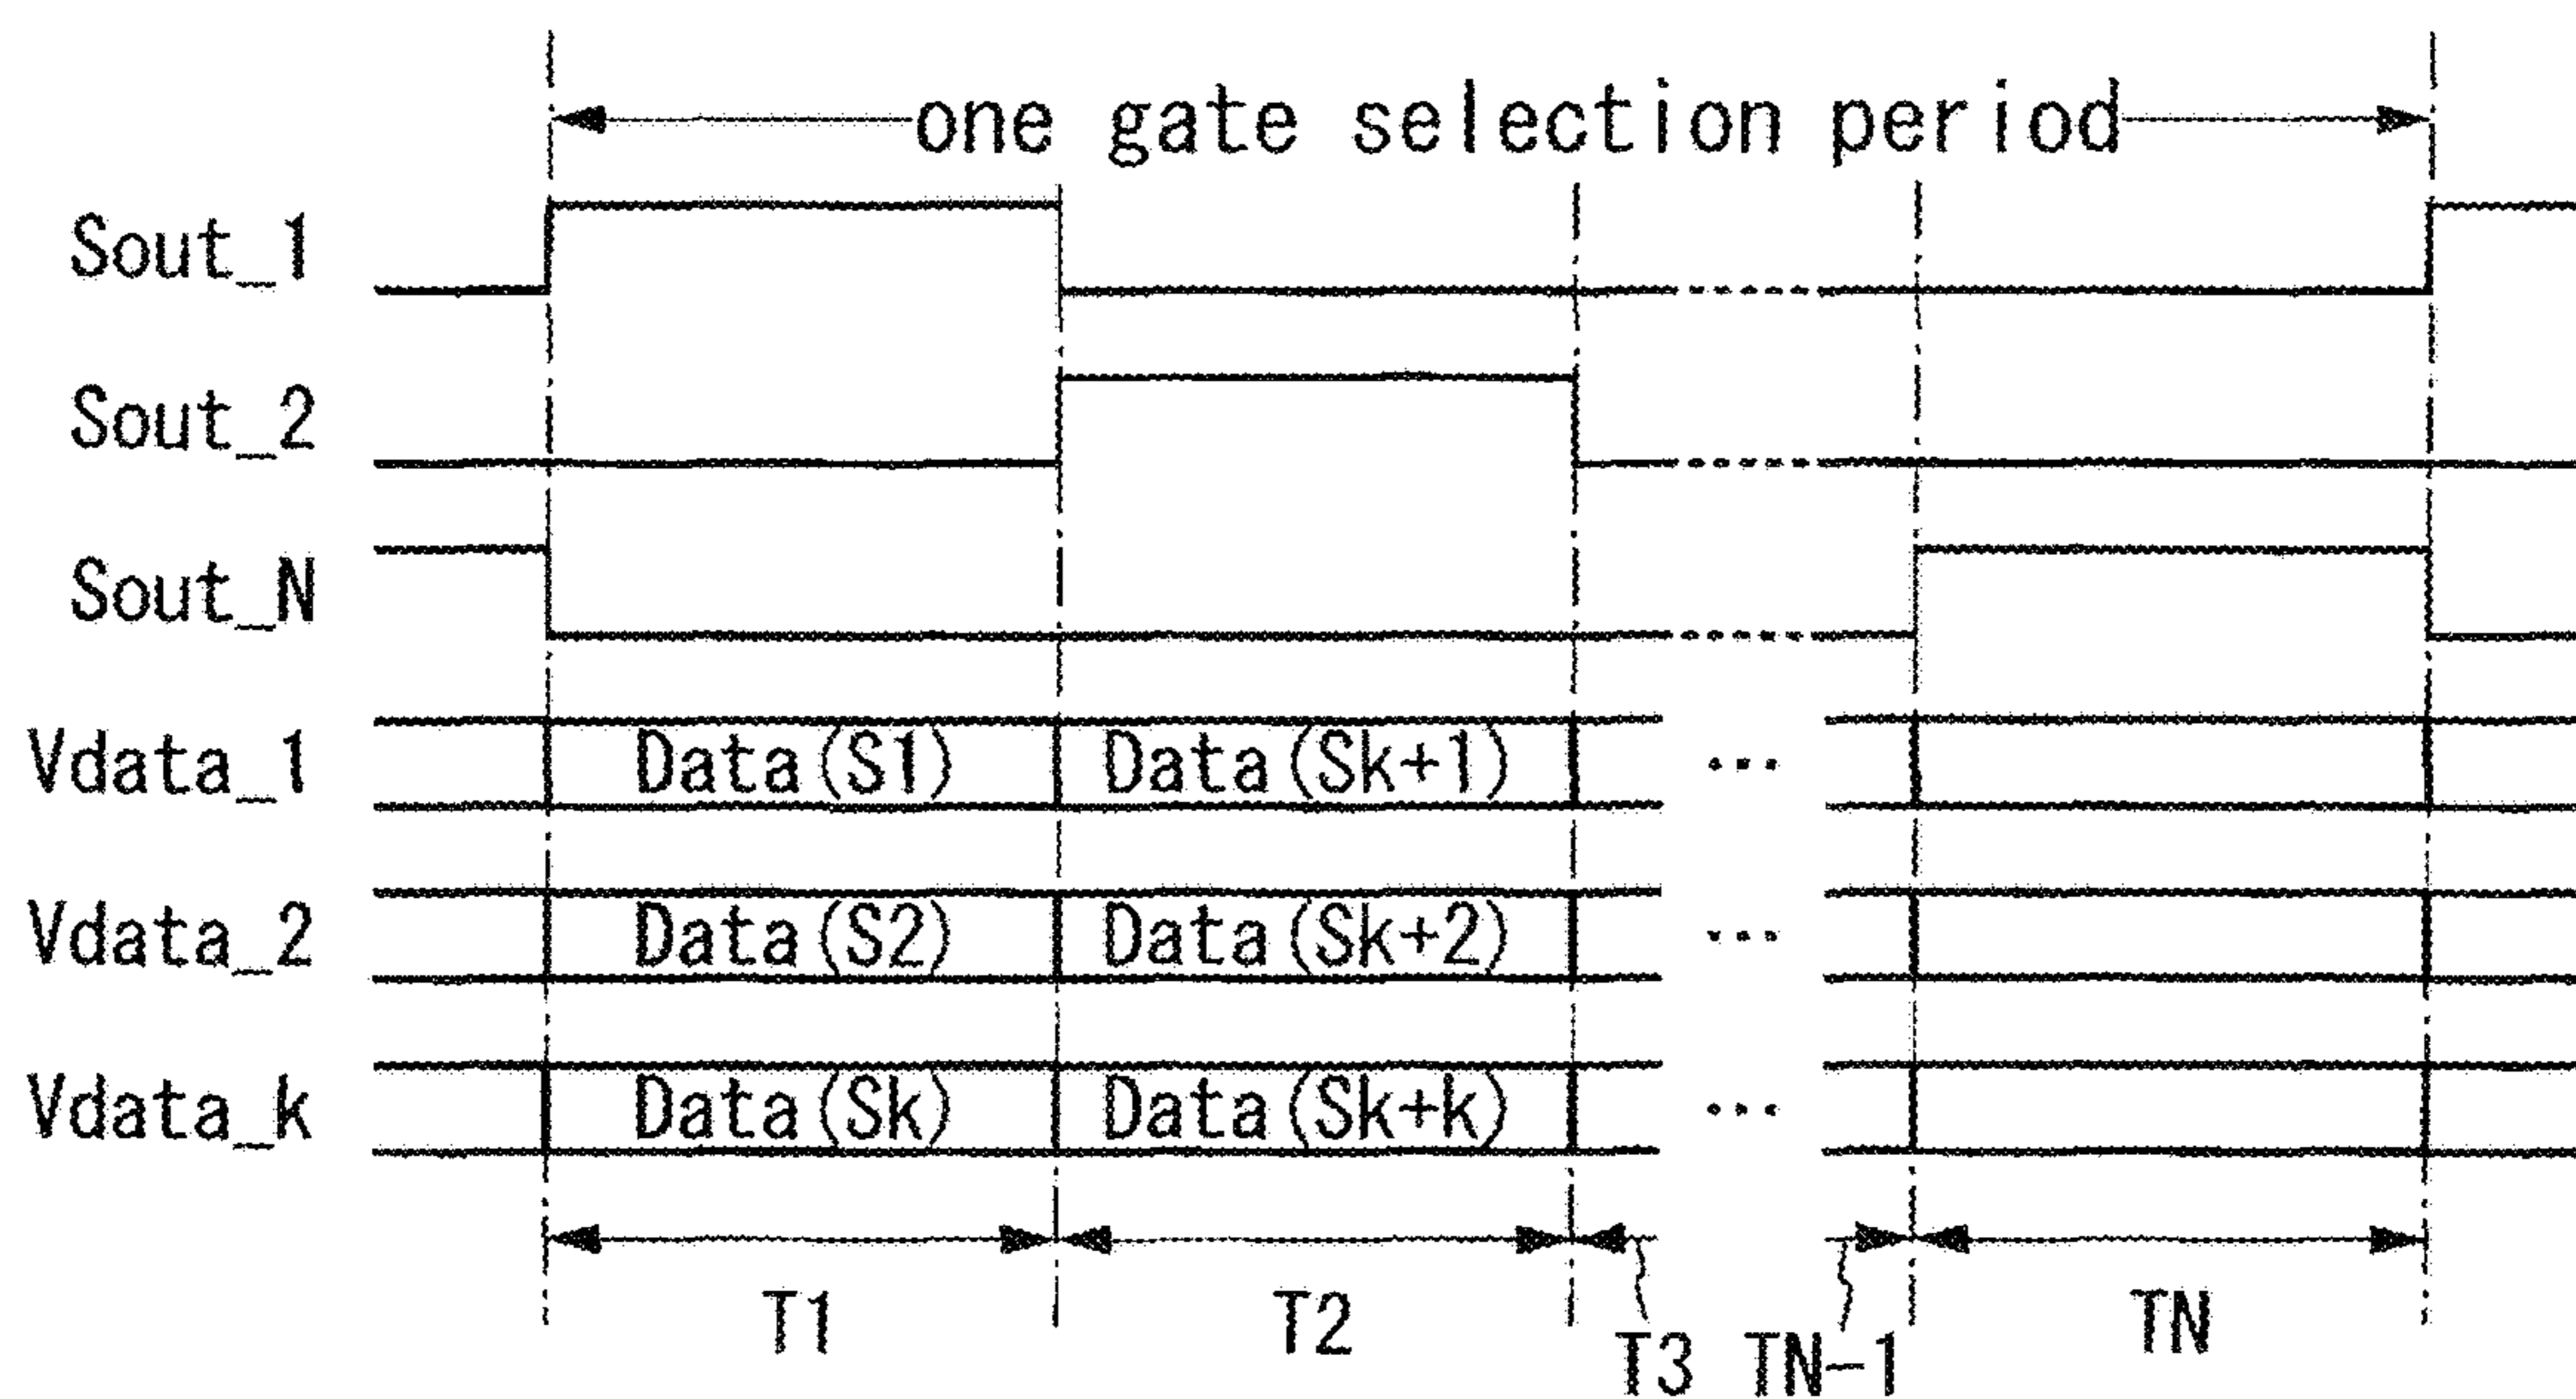 one gate selection period
Sout_1
Sout_2
Sout_N
Vdata_1 Data(S1) Data(Sk+1) ...
Vdata_2 Data(S2) Data(Sk+2) ...
Vdata_k Data(Sk) Data(Sk+k) ...
T1 T2 T3 TN-1 TN